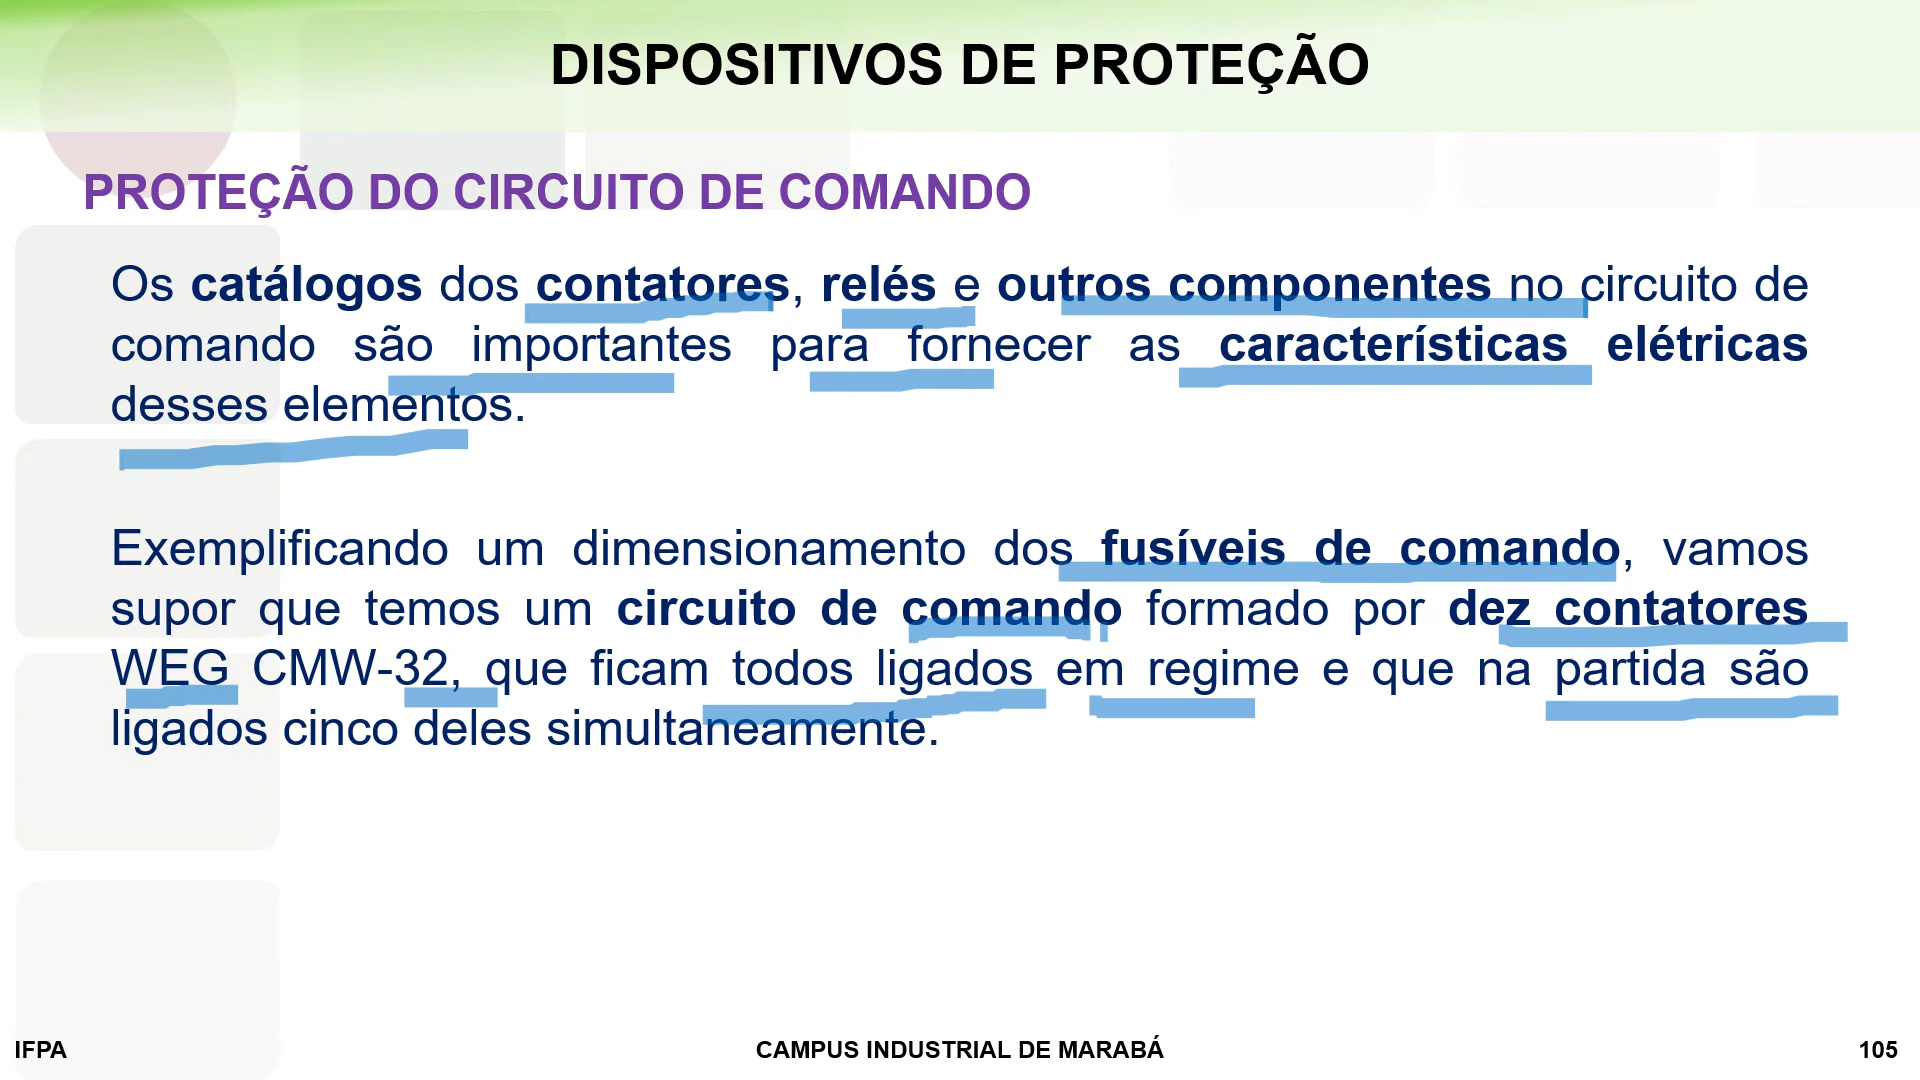 DISPOSITIVOS DE PROTEÇÃO
PROTEÇÃO DO CIRCUITO DE COMANDO
Os catálogos dos contatores, relés e outros componentes no circuito de
comando são importantes para fornecer as características elétricas
desses elementos.
Exemplificando um dimensionamento dos fusíveis de comando, vamos
supor que temos um circuito de comando formado por dez contatores
WEG CMW-32, que ficam todos ligados em regime e que na partida são
ligados cinco deles simultaneamente.
IFPA
CAMPUS INDUSTRIAL DE MARABÁ
105